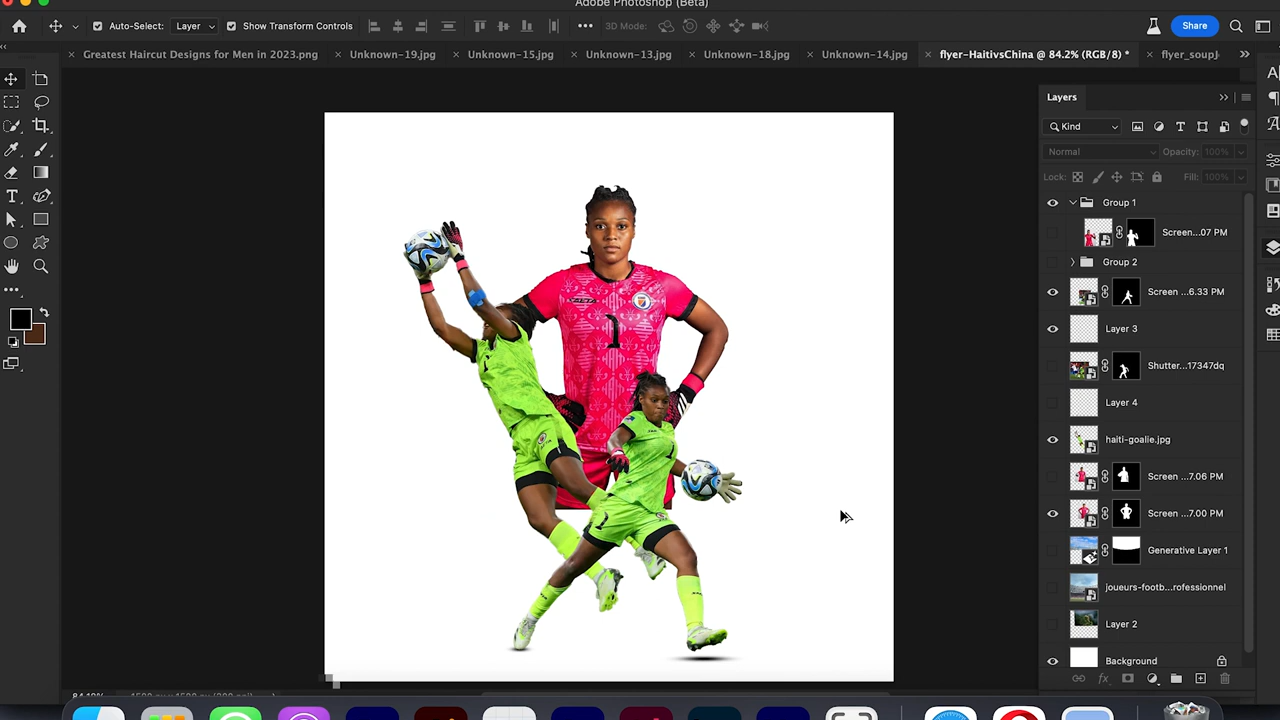 Adobe Photoshop (Beta)
Auto-Select: Layer Show Transform Controls 3D Mode: Share
Greatest Haircut Designs for Men in 2023.png Unknown-19.jpg Unknown-15.jpg Unknown-13.jpg Unknown-18.jpg Unknown-14.jpg flyer-HaitivsChina @ 84.2% (RGB/8) *
Layers
Kind
Normal Opacity: 100%
Lock: Fill: 100%
Group 1
Screen...07 PM
Group 2
Screen ...6.33 PM
Layer 3
Shutter...17347dq
Layer 4
haiti-goalie.jpg
Screen ...7.06 PM
Screen ...7.00 PM
Generative Layer 1
joueurs-footb...rofessionnel
Layer 2
Background
1